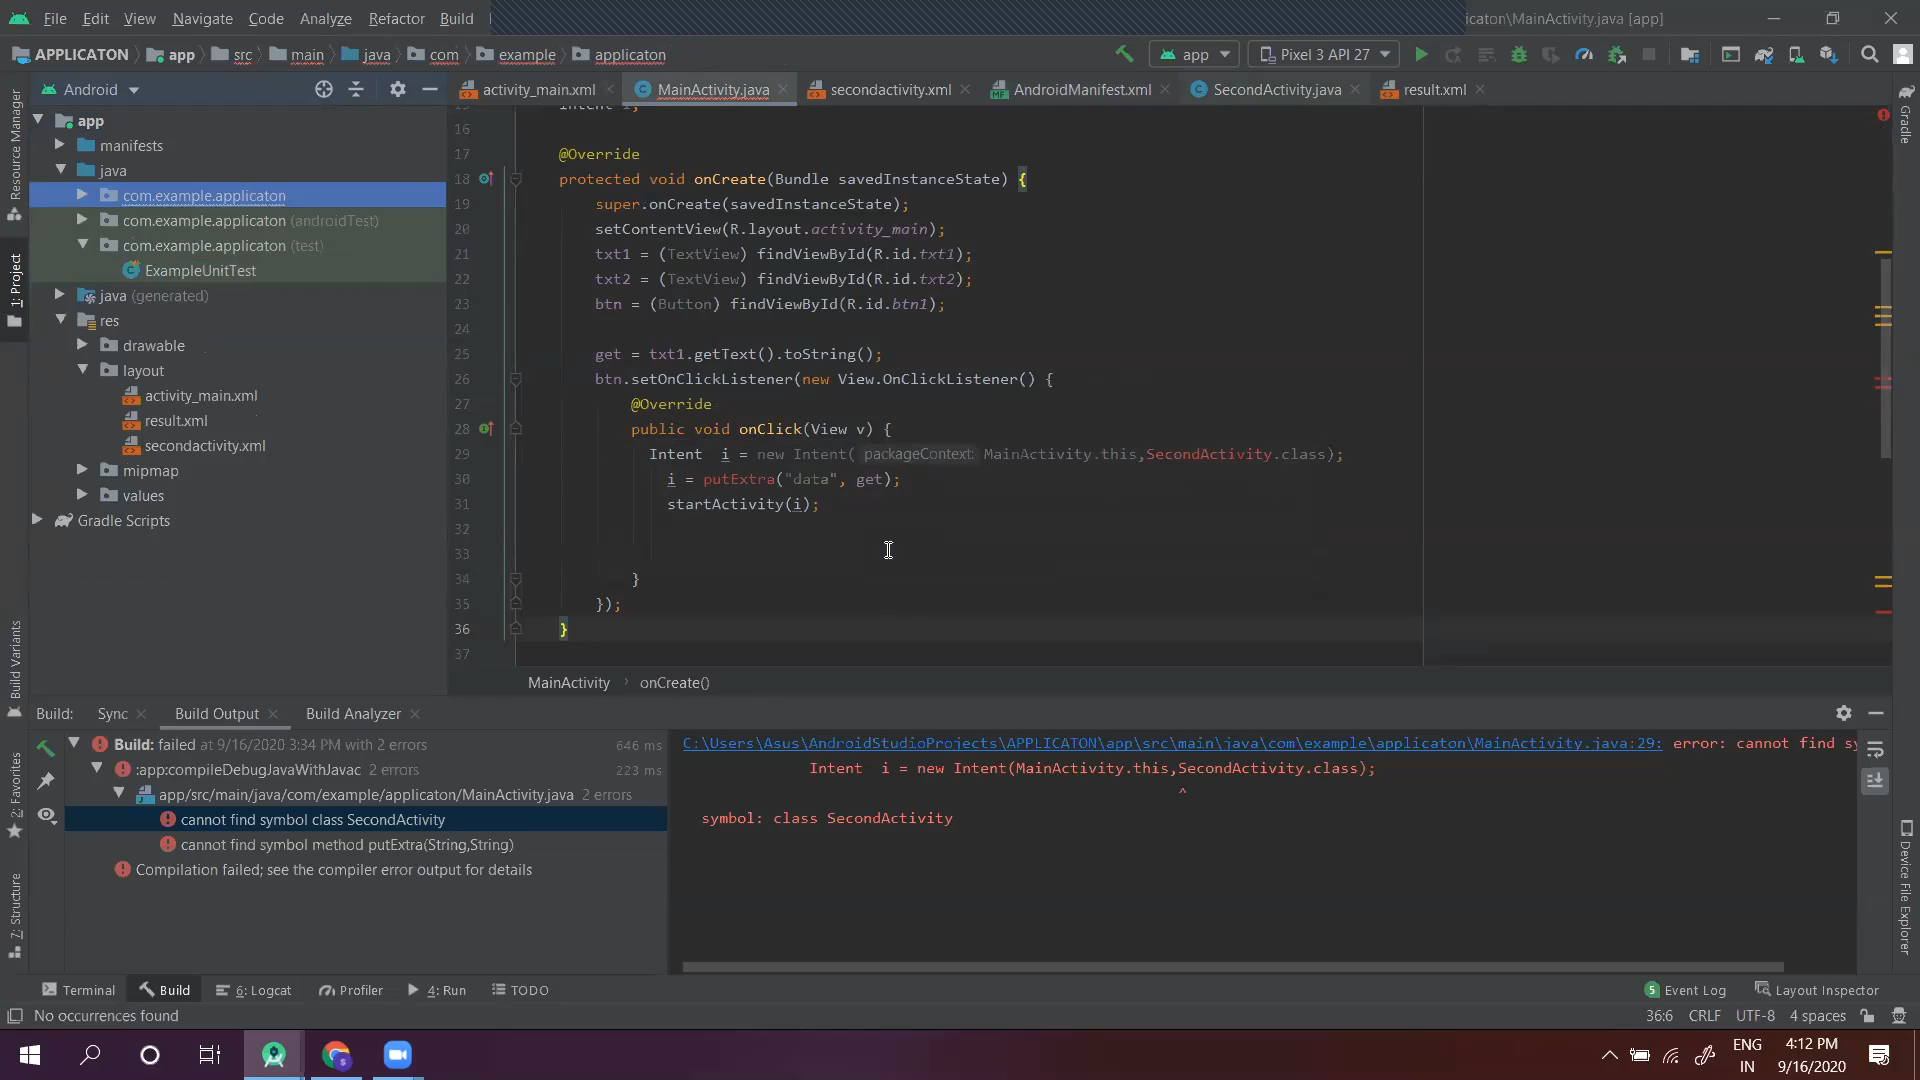 File Edit View Navigate Code Analyze Refactor Build
icaton\MainActivity.java [app]
APPLICATON app src main java com example applicaton
app Pixel 3 API 27
Android
activity_main.xml MainActivity.java secondactivity.xml AndroidManifest.xml SecondActivity.java result.xml
Resource Manager
1: Project
Build Variants
2: Favorites
7: Structure
app
manifests
java
com.example.applicaton
com.example.applicaton (androidTest)
com.example.applicaton (test)
ExampleUnitTest
java (generated)
res
drawable
layout
activity_main.xml
result.xml
secondactivity.xml
mipmap
values
Gradle Scripts
16
17 @Override
18 protected void onCreate(Bundle savedInstanceState) {
19 super.onCreate(savedInstanceState);
20 setContentView(R.layout.activity_main);
21 txt1 = (TextView) findViewById(R.id.txt1);
22 txt2 = (TextView) findViewById(R.id.txt2);
23 btn = (Button) findViewById(R.id.btn1);
24
25 get = txt1.getText().toString();
26 btn.setOnClickListener(new View.OnClickListener() {
27 @Override
28 public void onClick(View v) {
29 Intent i = new Intent( packageContext: MainActivity.this,SecondActivity.class);
30 i = putExtra("data", get);
31 startActivity(i);
32
33
34 }
35 });
36 }
37
MainActivity › onCreate()
Gradle
Device File Explorer
Build: Sync Build Output Build Analyzer
Build: failed at 9/16/2020 3:34 PM with 2 errors 646 ms
:app:compileDebugJavaWithJavac 2 errors 223 ms
app/src/main/java/com/example/applicaton/MainActivity.java 2 errors
cannot find symbol class SecondActivity
cannot find symbol method putExtra(String,String)
Compilation failed; see the compiler error output for details
C:\Users\Asus\AndroidStudioProjects\APPLICATON\app\src\main\java\com\example\applicaton\MainActivity.java:29: error: cannot find sy
Intent i = new Intent(MainActivity.this,SecondActivity.class);
^
symbol: class SecondActivity
Terminal Build 6: Logcat Profiler 4: Run TODO
5 Event Log Layout Inspector
No occurrences found
36:6 CRLF UTF-8 4 spaces
ENG
IN
4:12 PM
9/16/2020